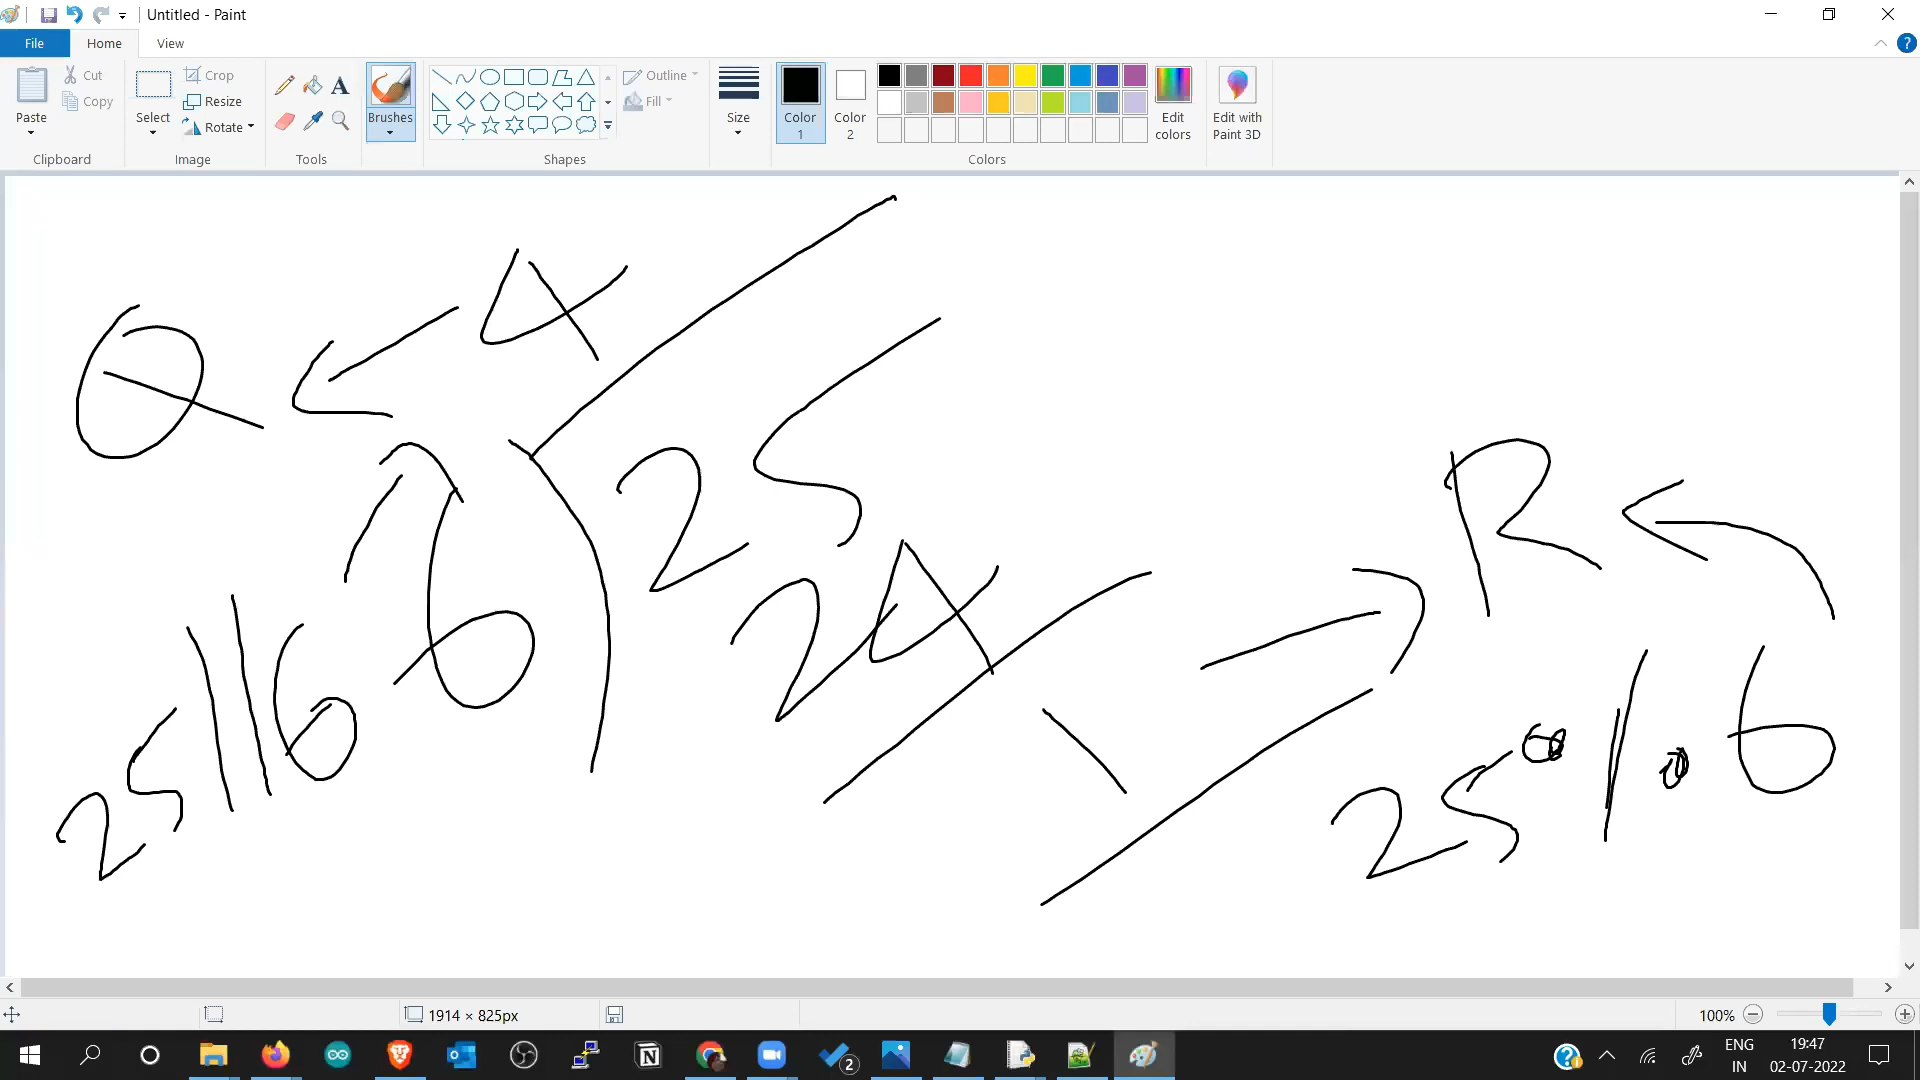 Untitled - Paint
File Home View
Cut
Copy
Paste
Clipboard
Select
Crop
Resize
Rotate
Image
Tools
Brushes
Outline
Fill
Shapes
Size
Color 1
Color 2
Edit colors
Colors
Edit with Paint 3D
4
Q
6
25
24
1
R
25//6
25 % 6
1914 × 825px
100%
2
ENG
IN
19:47
02-07-2022